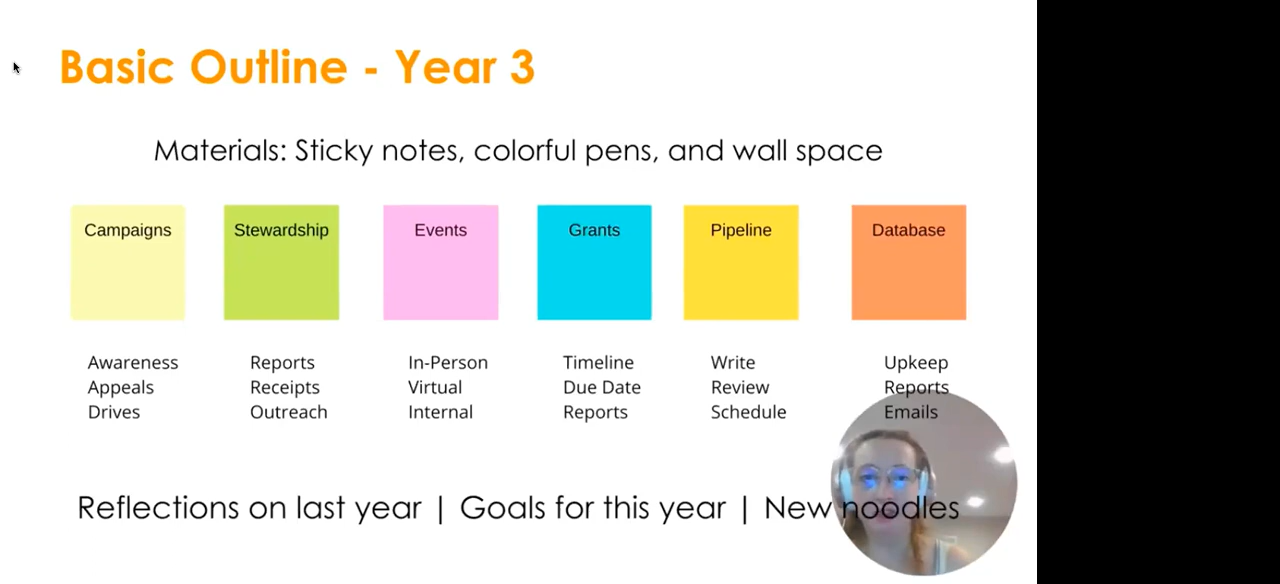 Basic Outline - Year 3
Materials: Sticky notes, colorful pens, and wall space
Campaigns
Awareness
Appeals
Drives
Stewardship
Reports
Receipts
Outreach
Events
In-Person
Virtual
Internal
Grants
Timeline
Due Date
Reports
Pipeline
Write
Review
Schedule
Database
Upkeep
Reports
Emails
Reflections on last year | Goals for this year | New noodles